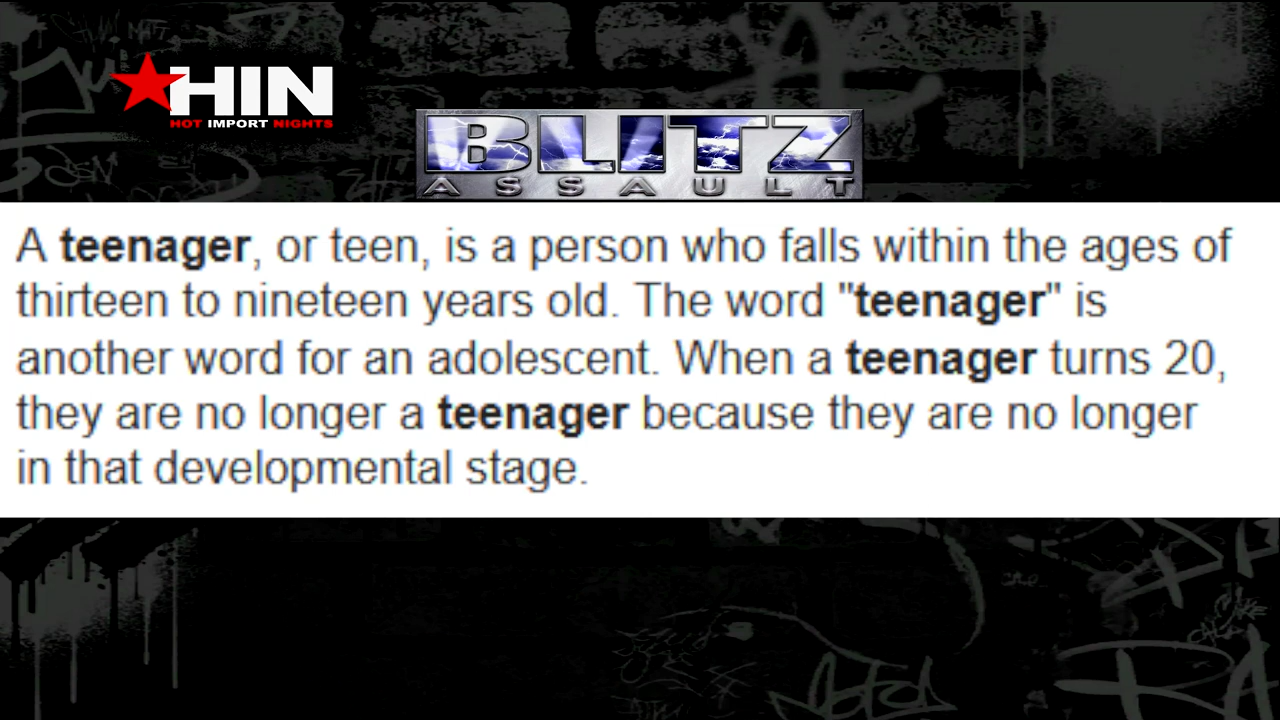 HIN
HOT IMPORT NIGHTS
BLITZ
ASSAULT
A teenager, or teen, is a person who falls within the ages of
thirteen to nineteen years old. The word "teenager" is
another word for an adolescent. When a teenager turns 20,
they are no longer a teenager because they are no longer
in that developmental stage.